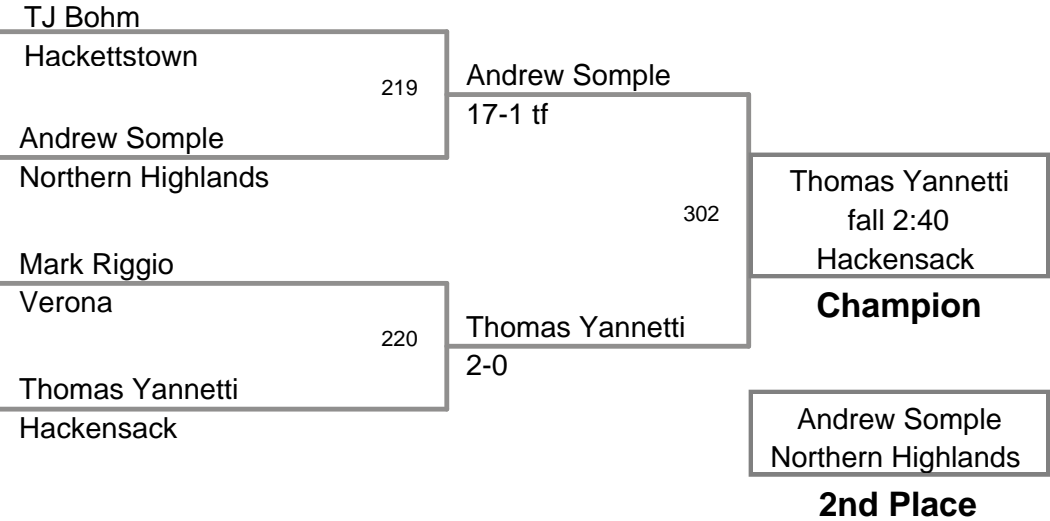 TJ Bohm
Hackettstown
219
Andrew Somple
Northern Highlands
Andrew Somple
17-1 tf
Mark Riggio
Verona
220
Thomas Yannetti
Hackensack
Thomas Yannetti
2-0
302
Thomas Yannetti
fall 2:40
Hackensack
Champion
Andrew Somple
Northern Highlands
2nd Place